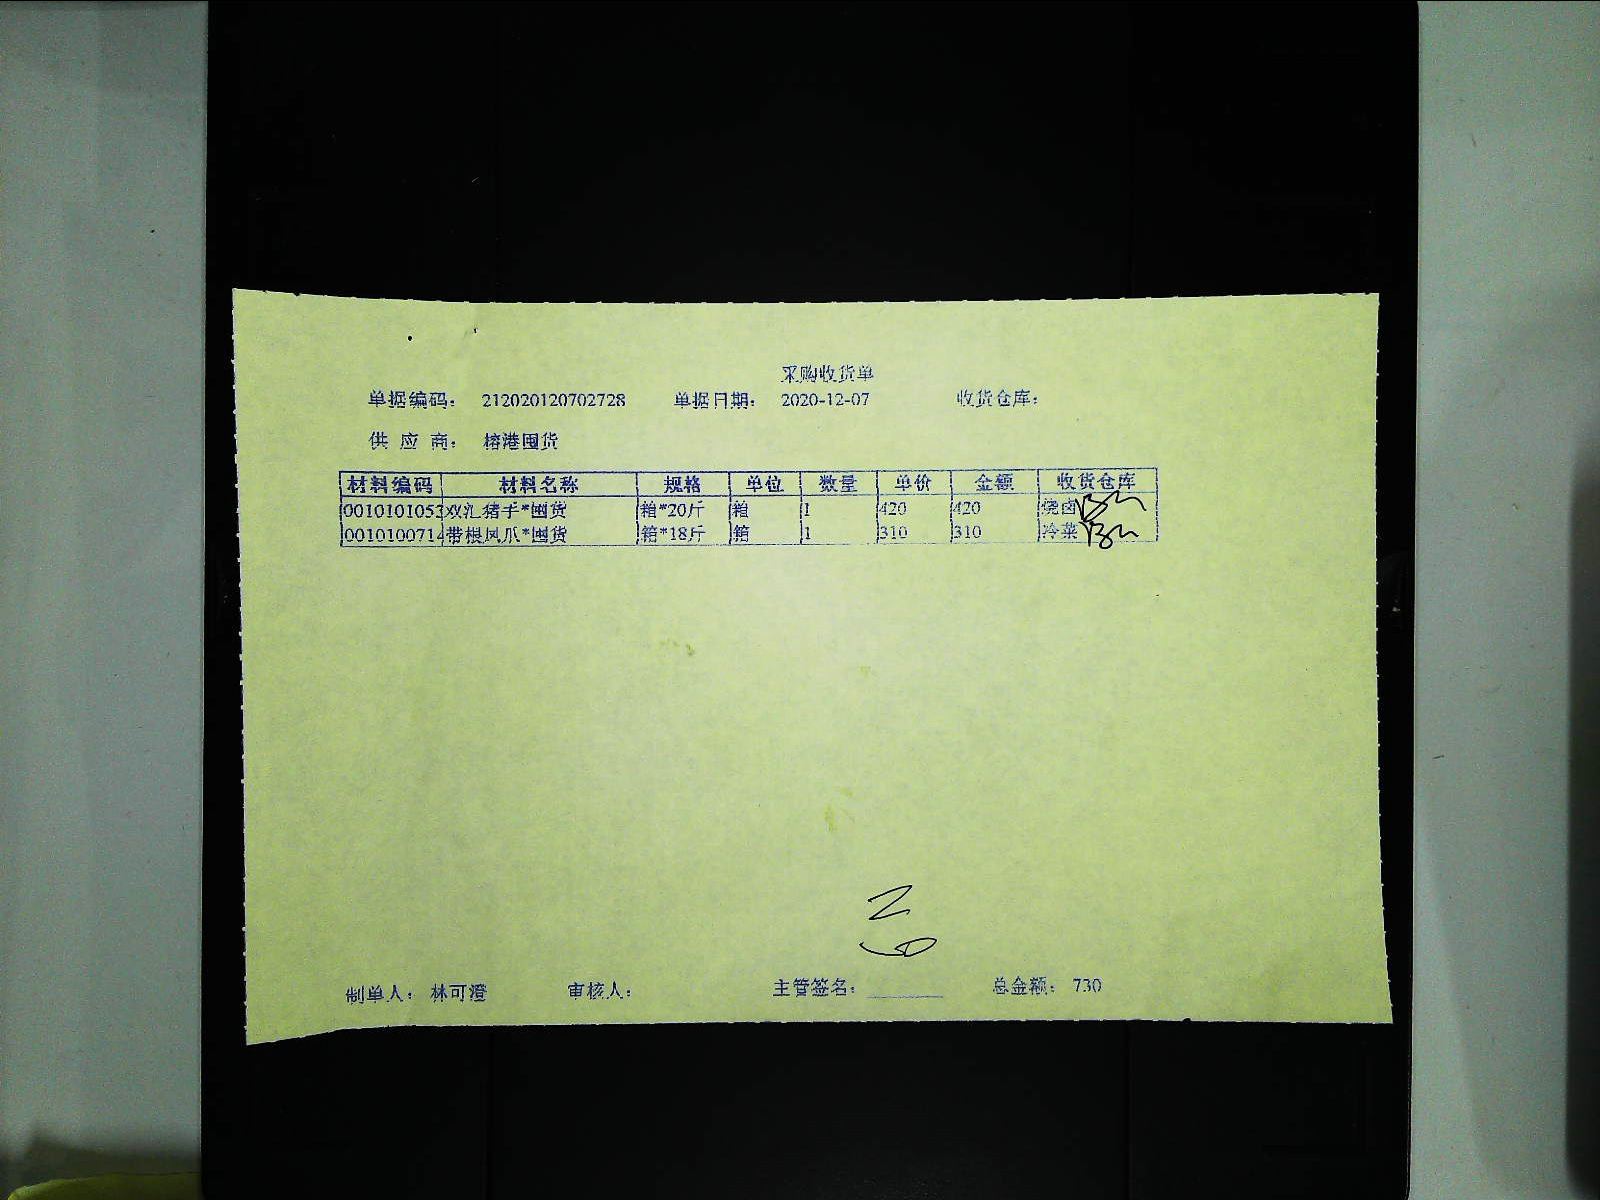 采购收货单
单据编码: 212020120702728 单据日期: 2020-12-07 收货仓库:
供 应 商: 榕港囤货
材料编码 材料名称 规格 单位 数量 单价 金额 收货仓库
0010101053 双汇猪手*囤货 箱*20斤 箱 1 420 420 烧卤
0010100714 带根凤爪*囤货 箱*18斤 箱 1 310 310 冷菜
制单人: 林可澄 审核人: 主管签名: 总金额: 730